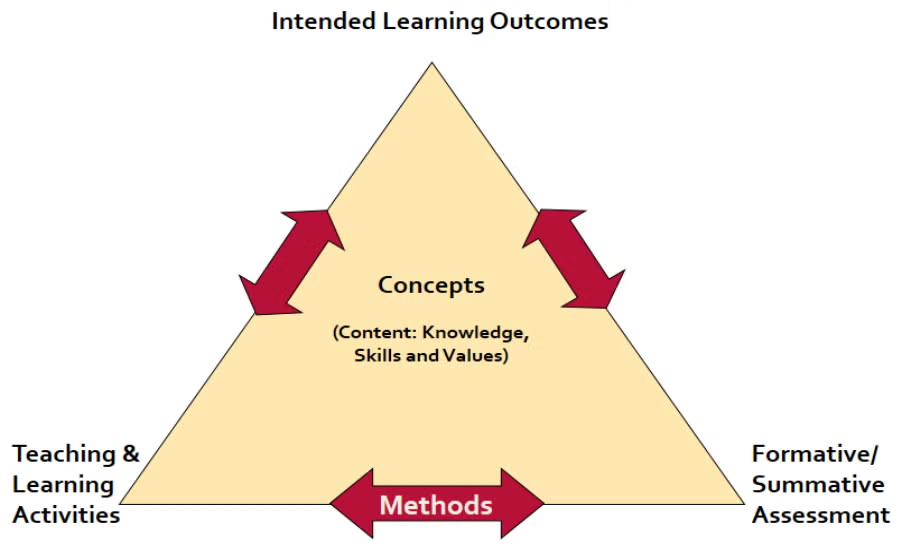 Intended Learning Outcomes
Concepts
(Content: Knowledge,
Skills and Values)
Teaching &
Learning
Activities
Methods
Formative/
Summative
Assessment